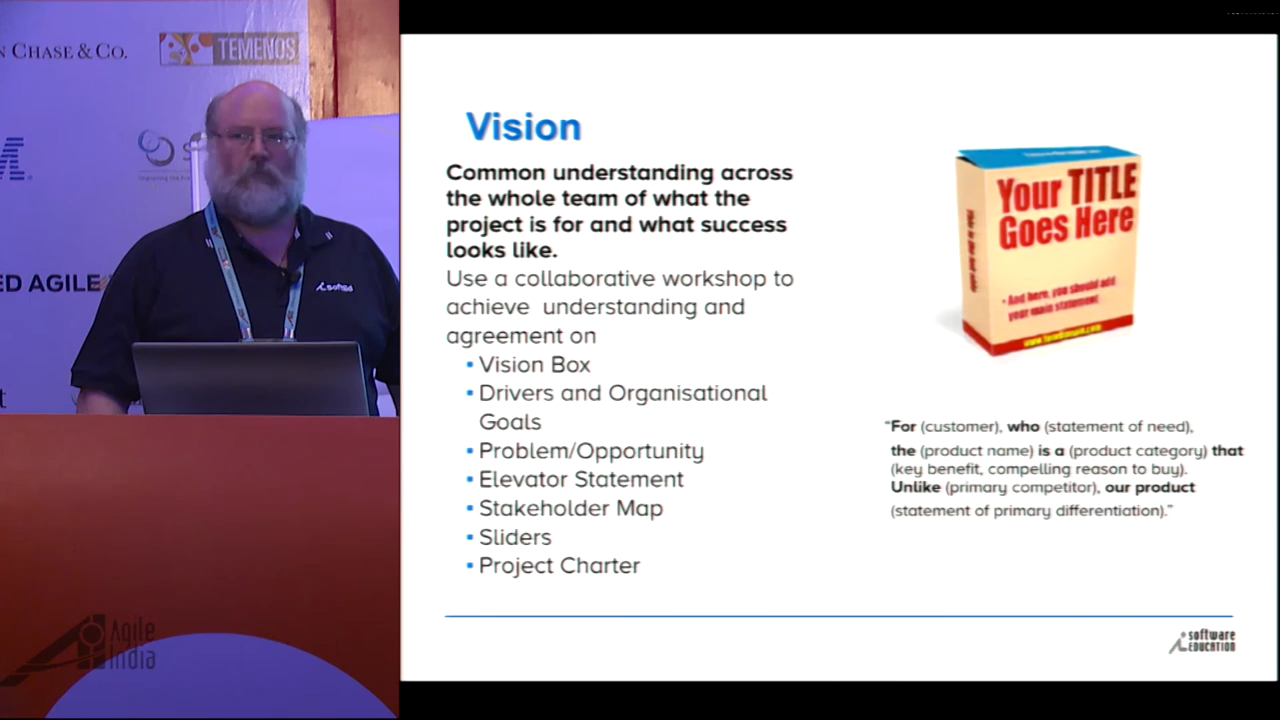 N CHASE & CO.
TEMENOS
ED AGILE
Agile
India
Vision
Common understanding across
the whole team of what the
project is for and what success
looks like.
Use a collaborative workshop to
achieve understanding and
agreement on
• Vision Box
• Drivers and Organisational
Goals
• Problem/Opportunity
• Elevator Statement
• Stakeholder Map
• Sliders
• Project Charter
Your TITLE
Goes Here
• And here, you should add
your main statement
"For (customer), who (statement of need),
the (product name) is a (product category) that
(key benefit, compelling reason to buy).
Unlike (primary competitor), our product
(statement of primary differentiation)."
software
EDUCATION